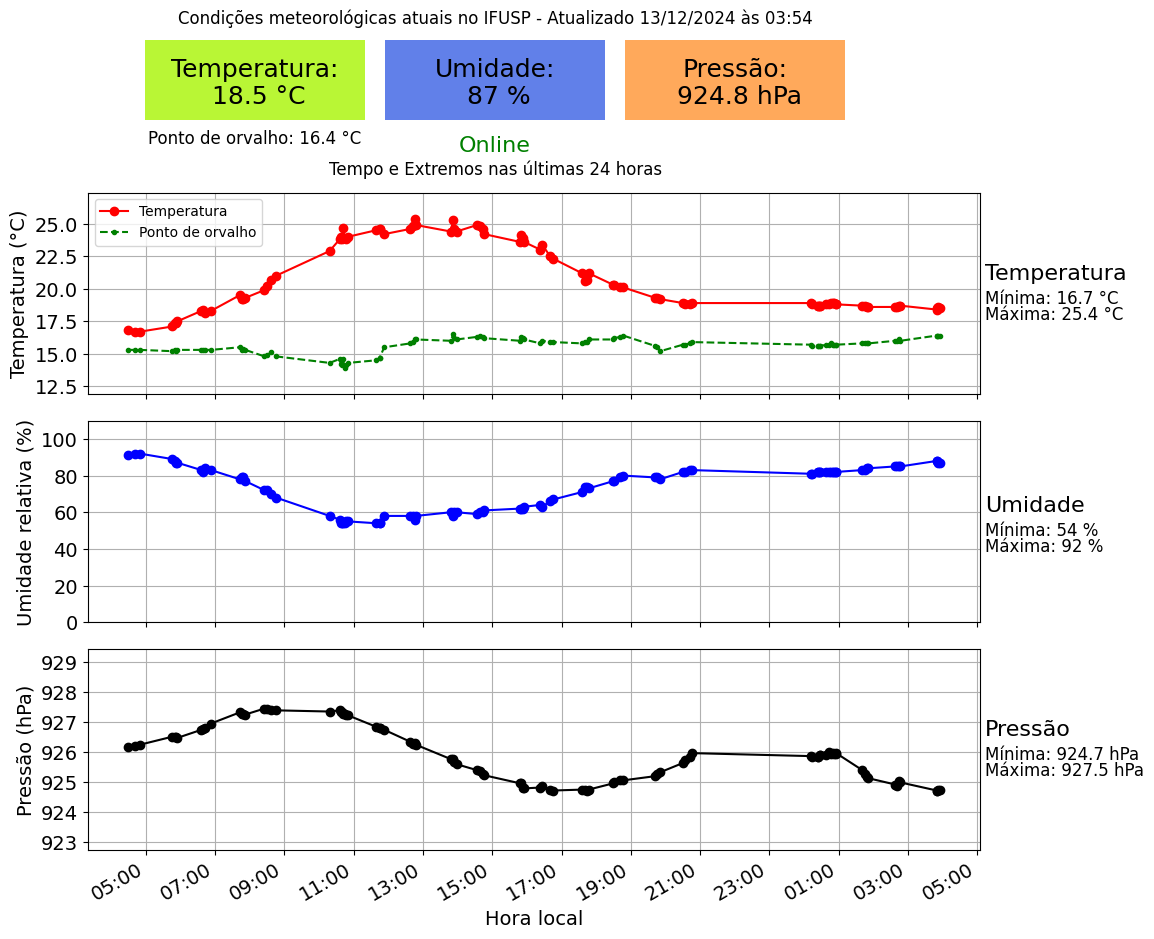 Condições meteorológicas atuais no IFUSP - Atualizado 13/12/2024 às 03:54
Temperatura:
18.5 °C
Umidade:
87 %
Pressão:
924.8 hPa
Ponto de orvalho: 16.4 °C
Online
Tempo e Extremos nas últimas 24 horas
Temperatura (°C)
25.0
22.5
20.0
17.5
15.0
12.5
Temperatura
Ponto de orvalho
Temperatura
Mínima: 16.7 °C
Máxima: 25.4 °C
Umidade relativa (%)
100
80
60
40
20
0
Umidade
Mínima: 54 %
Máxima: 92 %
Pressão (hPa)
929
928
927
926
925
924
923
Pressão
Mínima: 924.7 hPa
Máxima: 927.5 hPa
05:00 07:00 09:00 11:00 13:00 15:00 17:00 19:00 21:00 23:00 01:00 03:00 05:00
Hora local